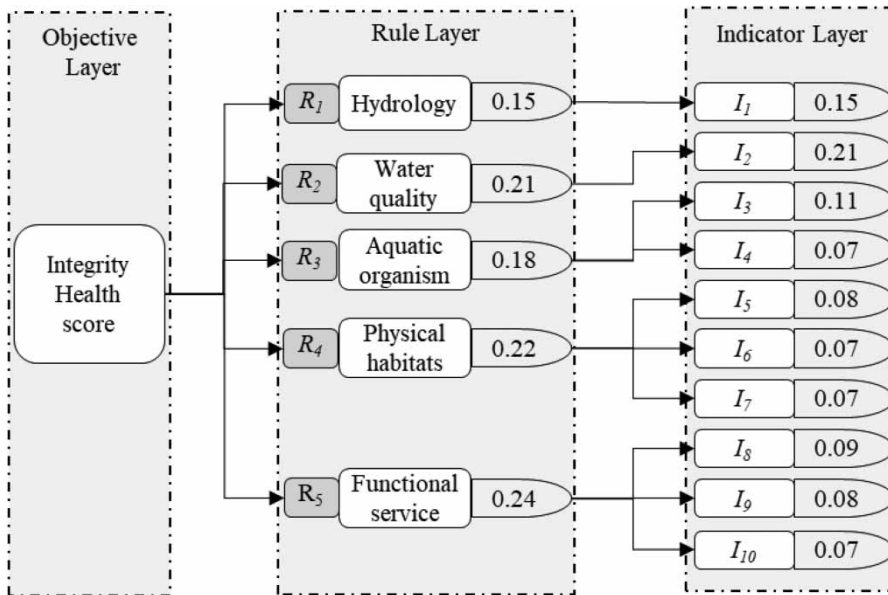 Objective
Layer
Integrity
Health
score
Rule Layer
R1 Hydrology 0.15
R2 Water
quality 0.21
R3 Aquatic
organism 0.18
R4 Physical
habitats 0.22
R5 Functional
service 0.24
Indicator Layer
I1 0.15
I2 0.21
I3 0.11
I4 0.07
I5 0.08
I6 0.07
I7 0.07
I8 0.09
I9 0.08
I10 0.07